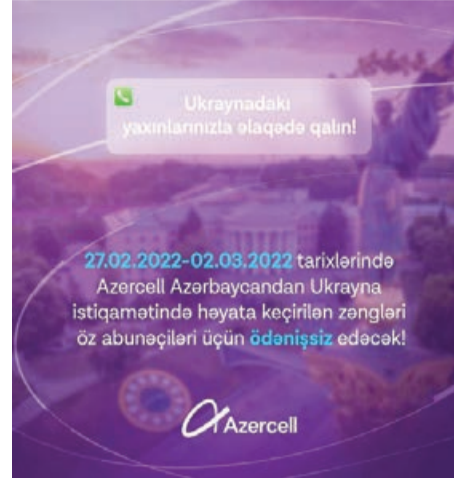 Ukraynadakı
yaxınlarınızla əlaqədə qalın!
27.02.2022-02.03.2022 tarixlərində
Azercell Azərbaycandan Ukrayna
istiqamətində həyata keçirilən zəngləri
öz abunəçiləri üçün ödənişsiz edəcək!
Azercell